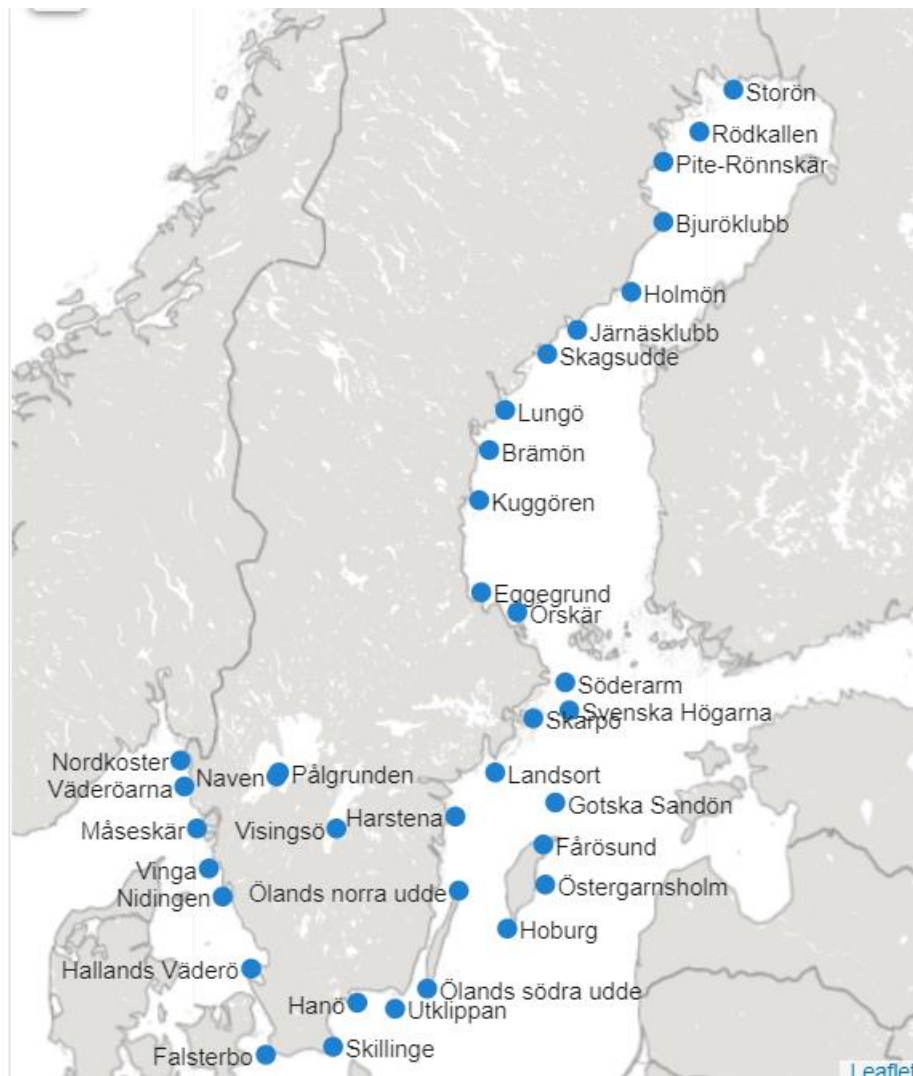 Storön
Rödkallen
Pite-Rönnskär
Bjuröklubb
Holmön
Järnäsklubb
Skagsudde
Lungö
Brämön
Kuggören
Eggegrund
Örskär
Söderarm
Svenska Högarna
Skarpö
Nordkoster
Väderöarna
Naven
Pålgrunden
Landsort
Gotska Sandön
Harstena
Måseskär
Visingsö
Fårösund
Vinga
Nidingen
Ölands norra udde
Östergarnsholm
Hoburg
Hallands Väderö
Ölands södra udde
Hanö
Utklippan
Skillinge
Falsterbo
Leaflet